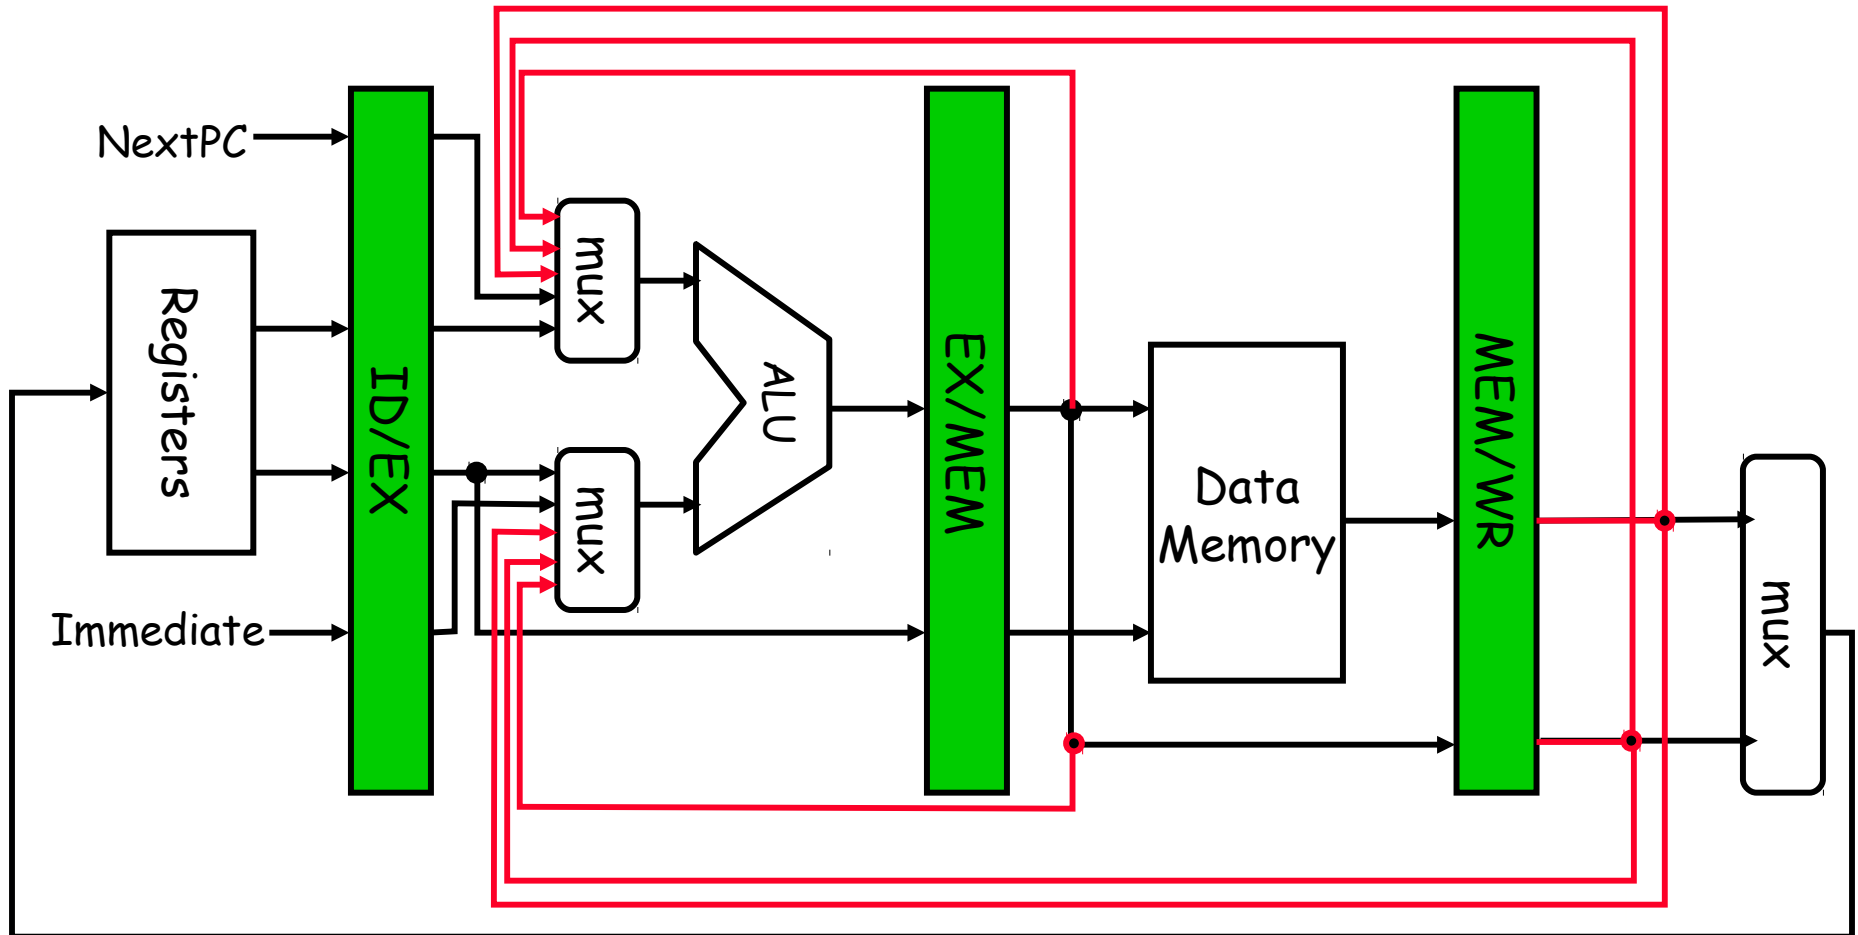 NextPC
Registers
Immediate
ID/EX
mux
mux
ALU
EX/MEM
Data
Memory
MEM/WR
mux